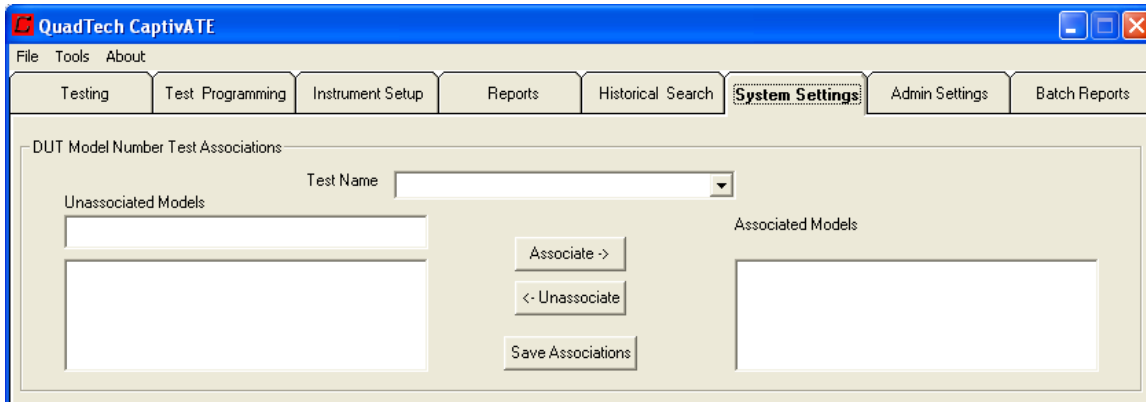 QuadTech CaptivATE
File Tools About
Testing Test Programming Instrument Setup Reports Historical Search System Settings Admin Settings Batch Reports
DUT Model Number Test Associations
Test Name
Unassociated Models
Associated Models
Associate ->
<- Unassociate
Save Associations